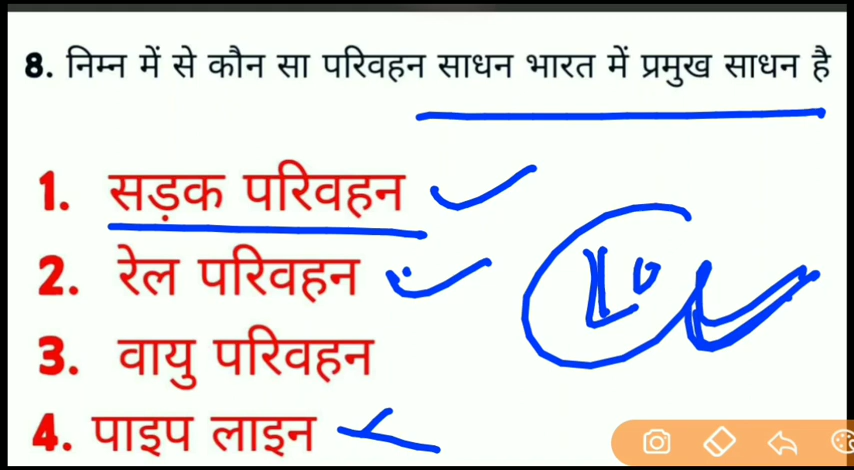 8. निम्न में से कौन सा परिवहन साधन भारत में प्रमुख साधन है
1. सड़क परिवहन
2. रेल परिवहन
3. वायु परिवहन
4. पाइप लाइन